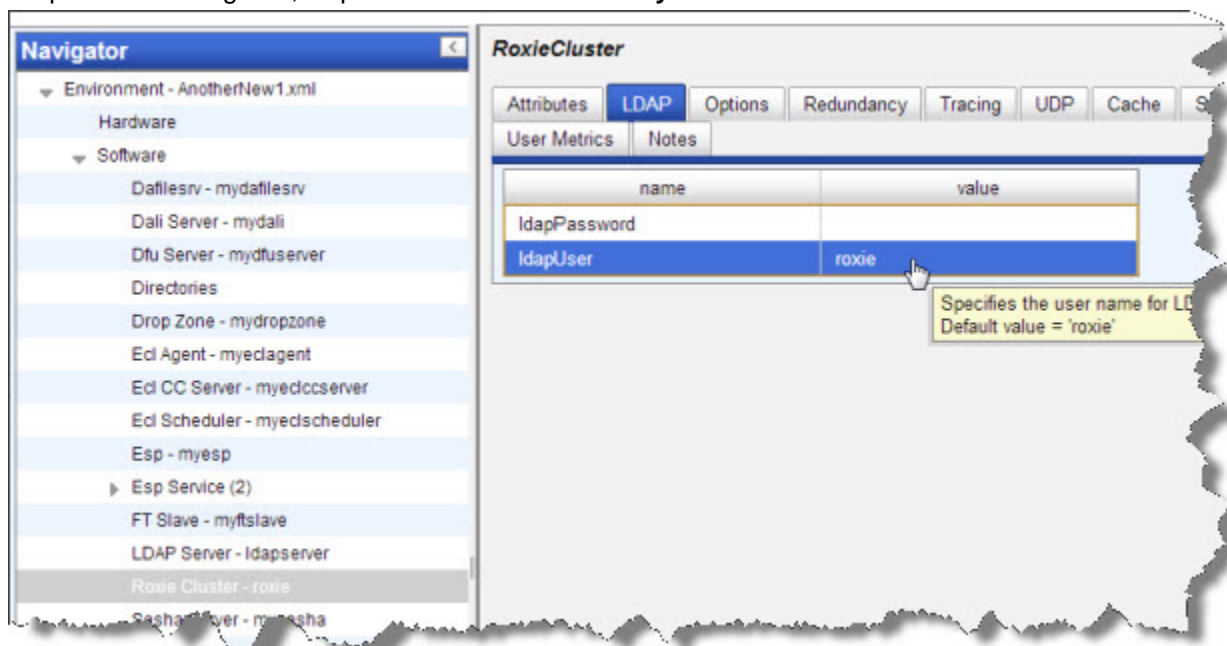 Navigator
Environment - AnotherNew1.xml
Hardware
Software
Dafilesrv - mydafilesrv
Dali Server - mydali
Dfu Server - mydfuserver
Directories
Drop Zone - mydropzone
Ecl Agent - myeclagent
Ecl CC Server - myeclccserver
Ecl Scheduler - myeclscheduler
Esp - myesp
Esp Service (2)
FT Slave - myftslave
LDAP Server - ldapserver
Roxie Cluster - roxie
RoxieCluster
Attributes LDAP Options Redundancy Tracing UDP Cache
User Metrics Notes
name value
ldapPassword
ldapUser roxie
Specifies the user name for
Default value = 'roxie'